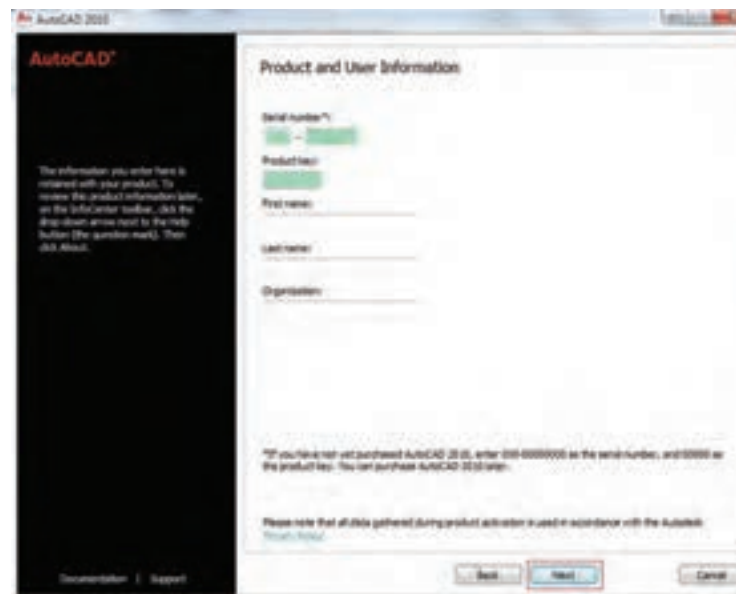 AutoCAD 2010
AutoCAD®
Product and User Information
Serial number*:
Product key:
First name:
Last name:
Organization:
The information you enter here is
retained with your product. To
review this product information later,
on the InfoCenter toolbar, click the
drop-down arrow next to the Help
button (the question mark). Then
click About.
*If you have not yet purchased AutoCAD 2010, enter 000-00000000 as the serial number, and 00000 as
the product key. You can purchase AutoCAD 2010 later.
Please note that all data gathered during product activation is used in accordance with the Autodesk
Privacy Policy
Documentation | Support
Back
Next
Cancel